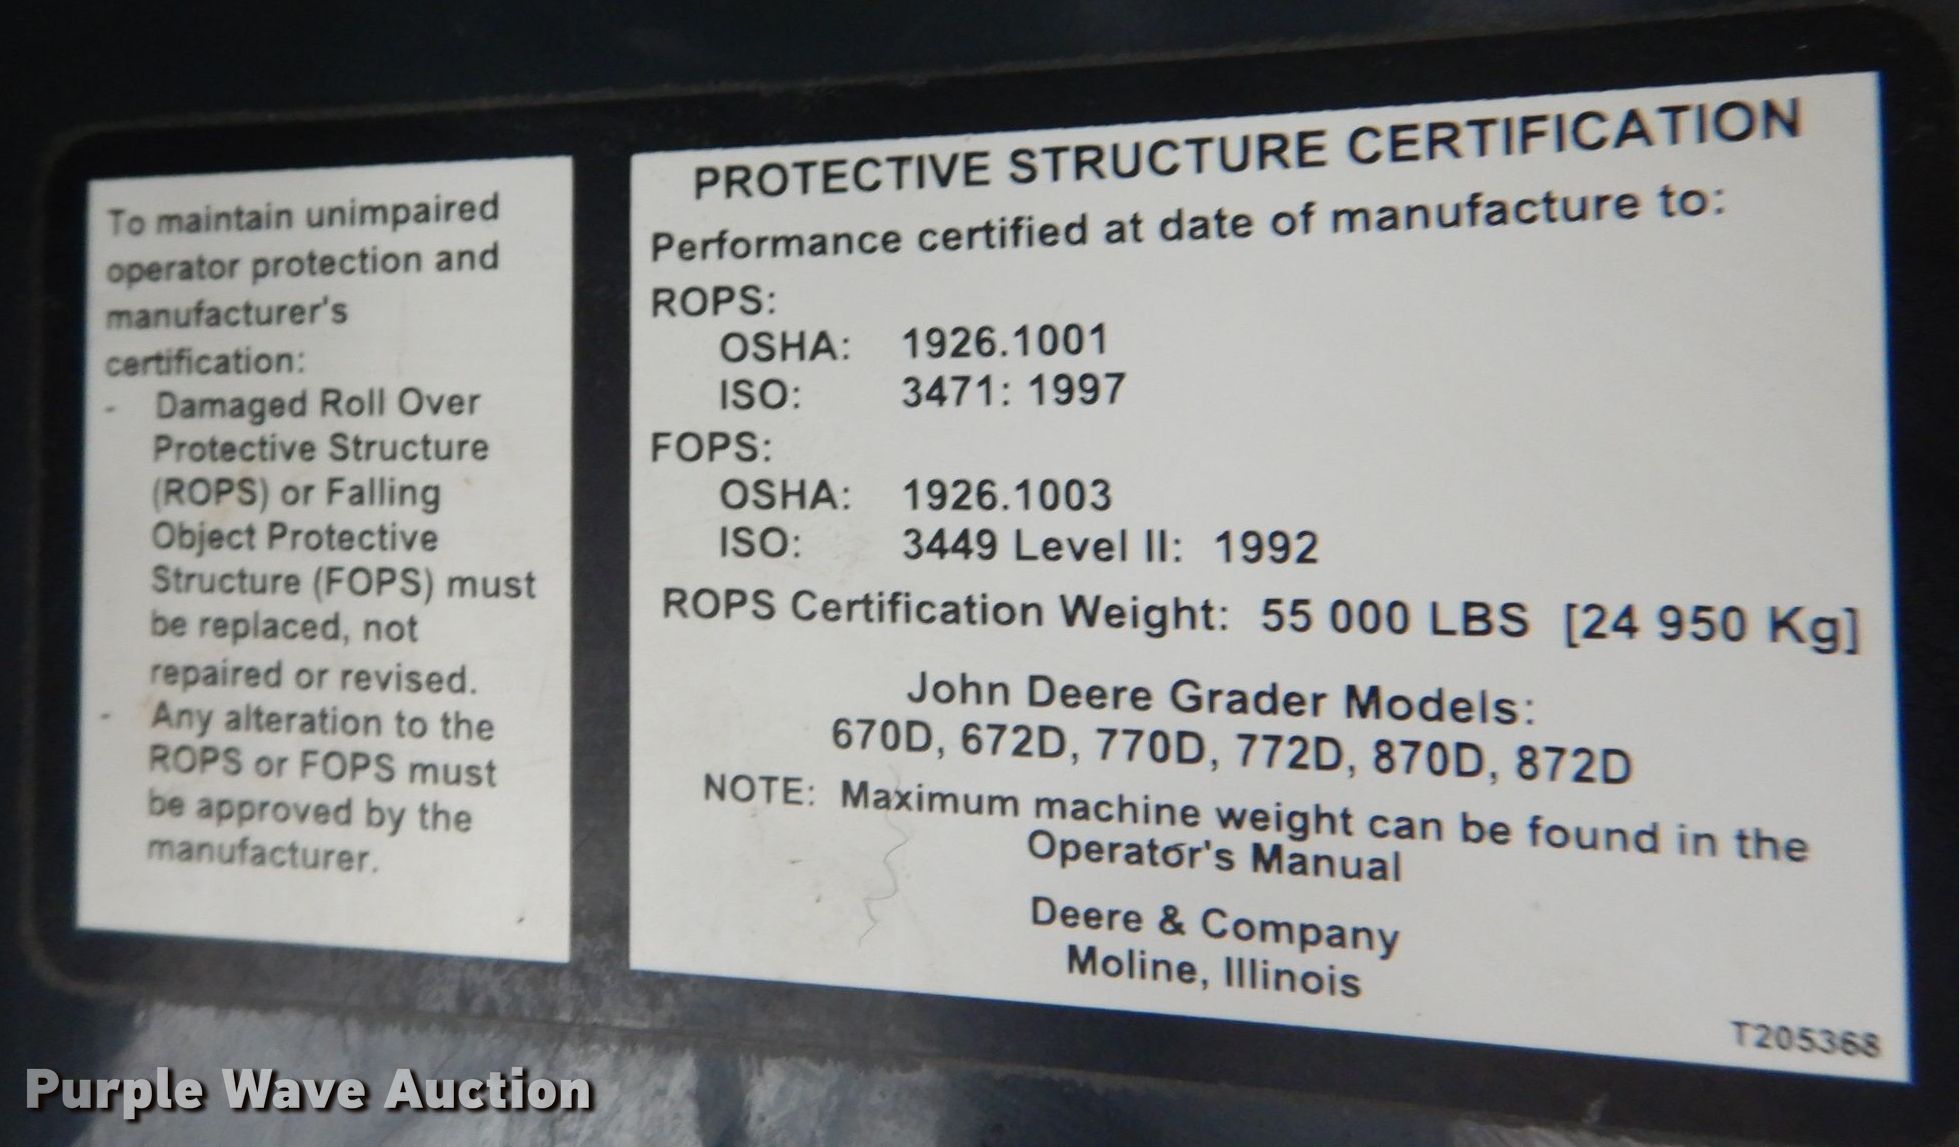 To maintain unimpaired
operator protection and
manufacturer's
certification:
- Damaged Roll Over
Protective Structure
(ROPS) or Falling
Object Protective
Structure (FOPS) must
be replaced, not
repaired or revised.
- Any alteration to the
ROPS or FOPS must
be approved by the
manufacturer.
PROTECTIVE STRUCTURE CERTIFICATION
Performance certified at date of manufacture to:
ROPS:
OSHA: 1926.1001
ISO: 3471: 1997
FOPS:
OSHA: 1926.1003
ISO: 3449 Level II: 1992
ROPS Certification Weight: 55 000 LBS [24 950 Kg]
John Deere Grader Models:
670D, 672D, 770D, 772D, 870D, 872D
NOTE: Maximum machine weight can be found in the
Operator's Manual
Deere & Company
Moline, Illinois
T205368
Purple Wave Auction